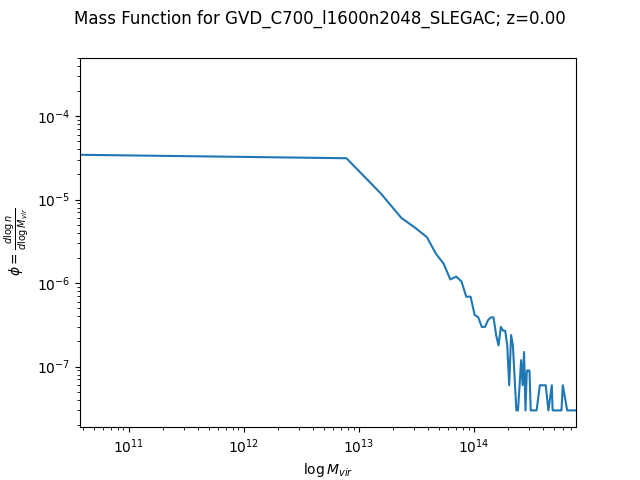 Mass Function for GVD_C700_l1600n2048_SLEGAC; z=0.00
10⁻⁴
10⁻⁵
10⁻⁶
10⁻⁷
ϕ = d log n / d log M_vir
10¹¹
10¹²
10¹³
10¹⁴
log M_vir